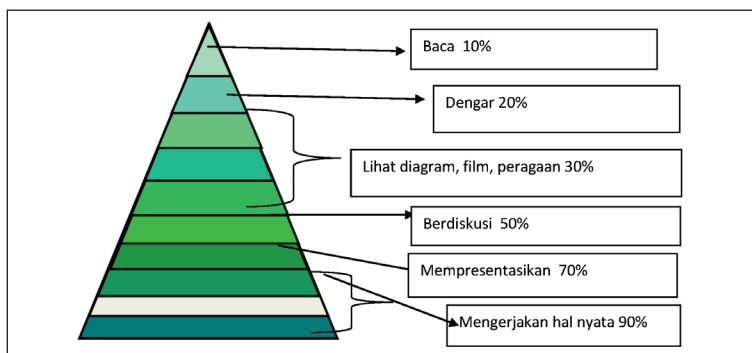 Baca 10%
Dengar 20%
Lihat diagram, film, peragaan 30%
Berdiskusi 50%
Mempresentasikan 70%
Mengerjakan hal nyata 90%